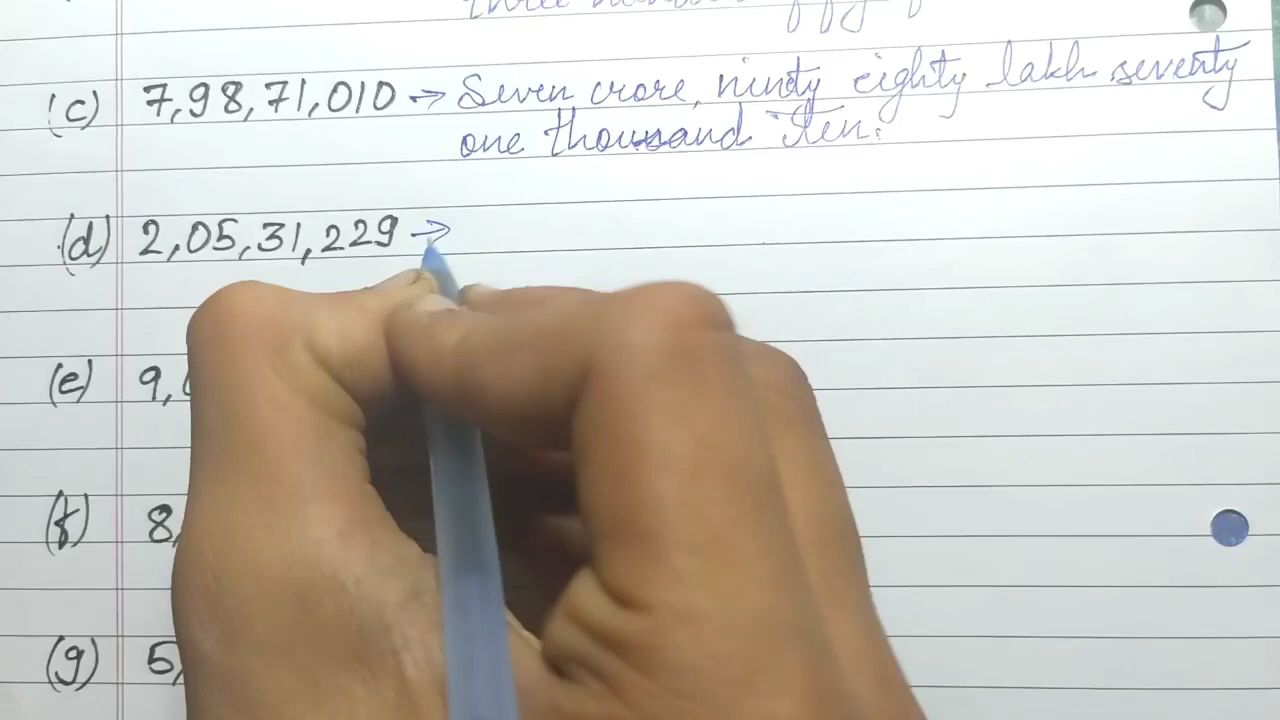 three
(c) 7,98,71,010 → Seven crore, ninety eighty lakh seventy
one thousand ten.
(d) 2,05,31,229 →
(e) 9,
(f) 8,
(g) 5,